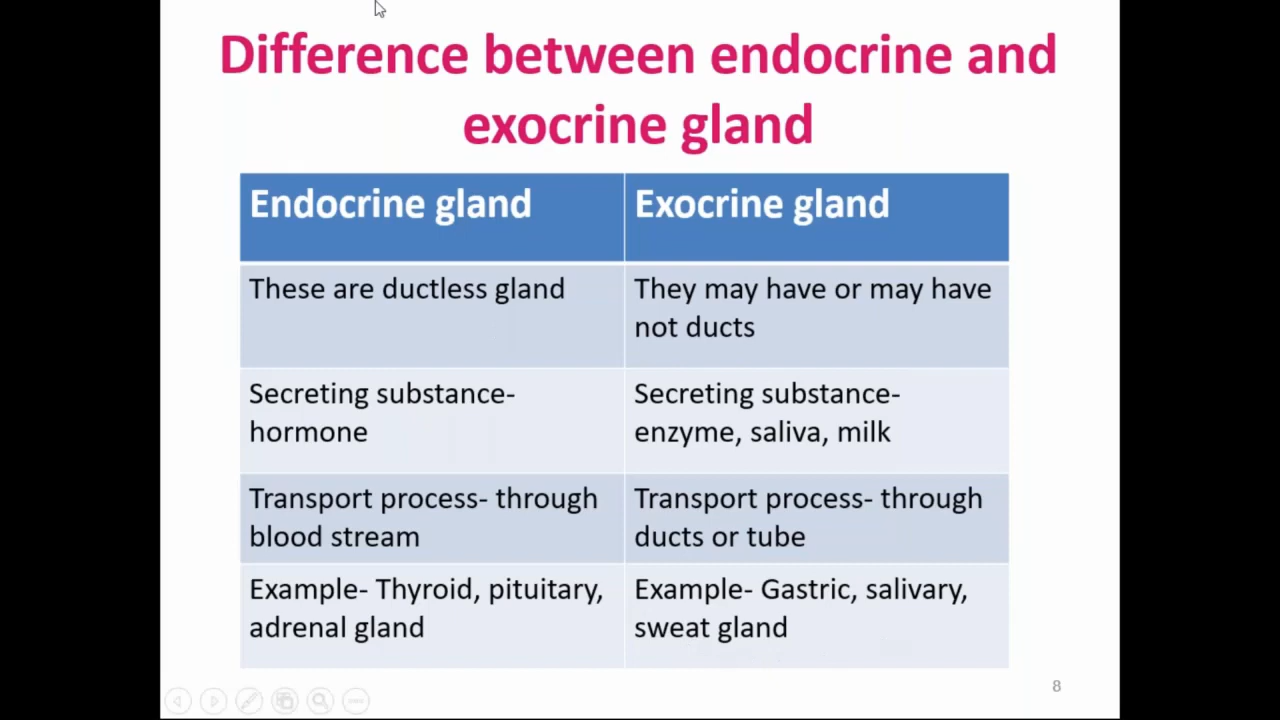 Difference between endocrine and
exocrine gland
Endocrine gland
Exocrine gland
These are ductless gland
They may have or may have
not ducts
Secreting substance-
hormone
Secreting substance-
enzyme, saliva, milk
Transport process- through
blood stream
Transport process- through
ducts or tube
Example- Thyroid, pituitary,
adrenal gland
Example- Gastric, salivary,
sweat gland
8